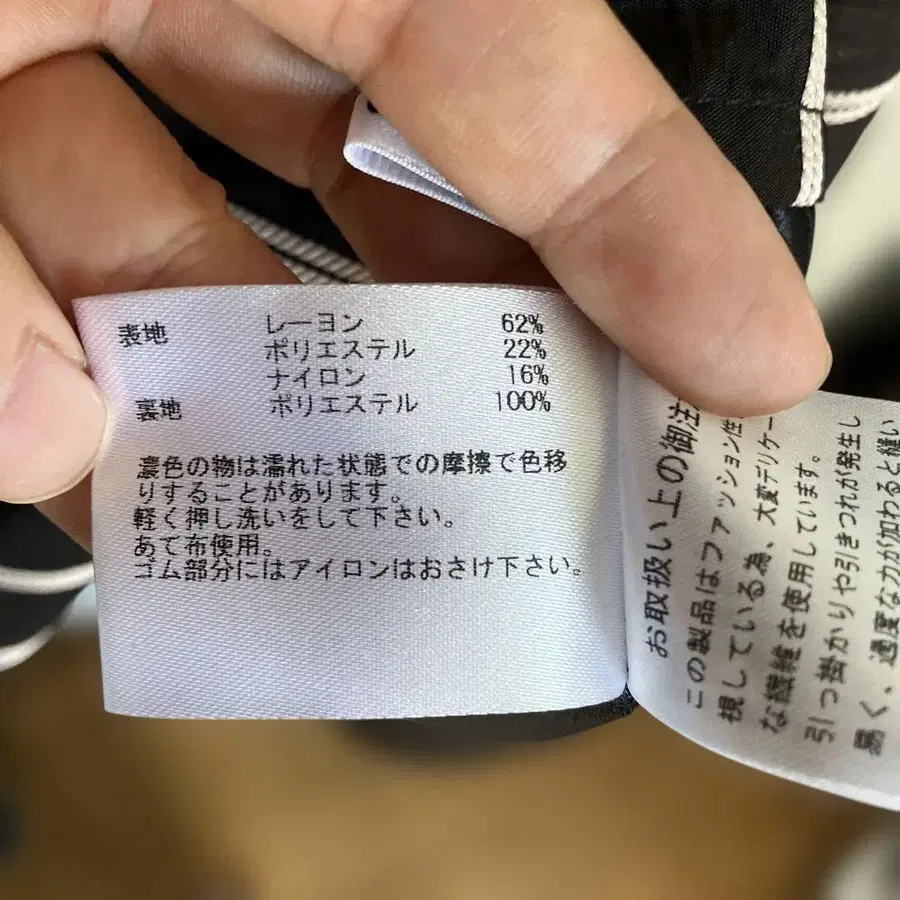 表地 レーヨン 62%
ポリエステル 22%
ナイロン 16%
裏地 ポリエステル 100%
濃色の物は濡れた状態での摩擦で色移
りすることがあります。
軽く押し洗いをして下さい。
あて布使用。
ゴム部分にはアイロンはおさけ下さい。
お取扱い上の御注
この製品はファッション性
視している為、大変デリケー
な繊維を使用しています。
引っ掛かりや引きつれが発生し
く、過度な力が加わると縫い